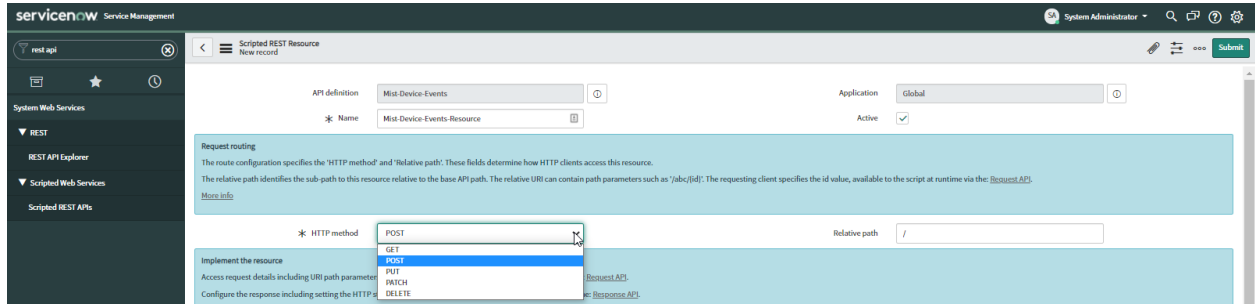 servicenow Service Management
SA System Administrator
rest api
Scripted REST Resource
New record
Submit
System Web Services
REST
REST API Explorer
Scripted Web Services
Scripted REST APIs
API definition Mist-Device-Events Application Global
Name Mist-Device-Events-Resource Active
Request routing
The route configuration specifies the 'HTTP method' and 'Relative path'. These fields determine how HTTP clients access this resource.
The relative path identifies the sub-path to this resource relative to the base API path. The relative URI can contain path parameters such as '/abc/{id}'. The requesting client specifies the id value, available to the script at runtime via the: Request API.
More info
HTTP method POST Relative path /
GET
POST
PUT
PATCH
DELETE
Implement the resource
Access request details including URI path parameter : Request API.
Configure the response including setting the HTTP s e: Response API.